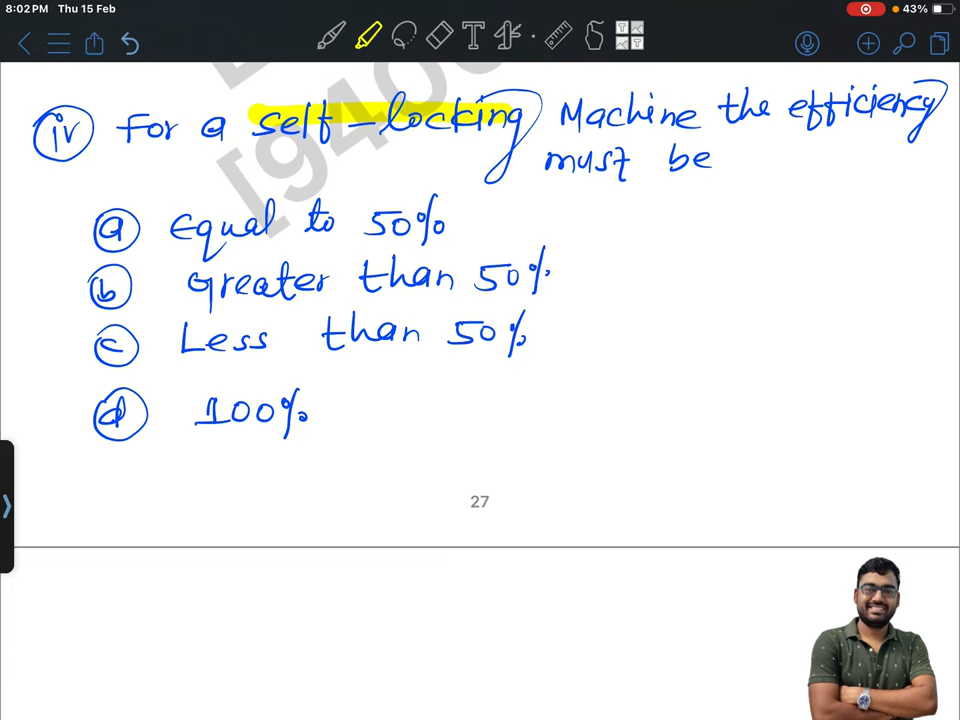 8:02 PM Thu 15 Feb
43%
[940
(iv) For a self-locking Machine the efficiency
must be
(a) Equal to 50%
(b) Greater than 50%
(c) Less than 50%
(d) 100%
27